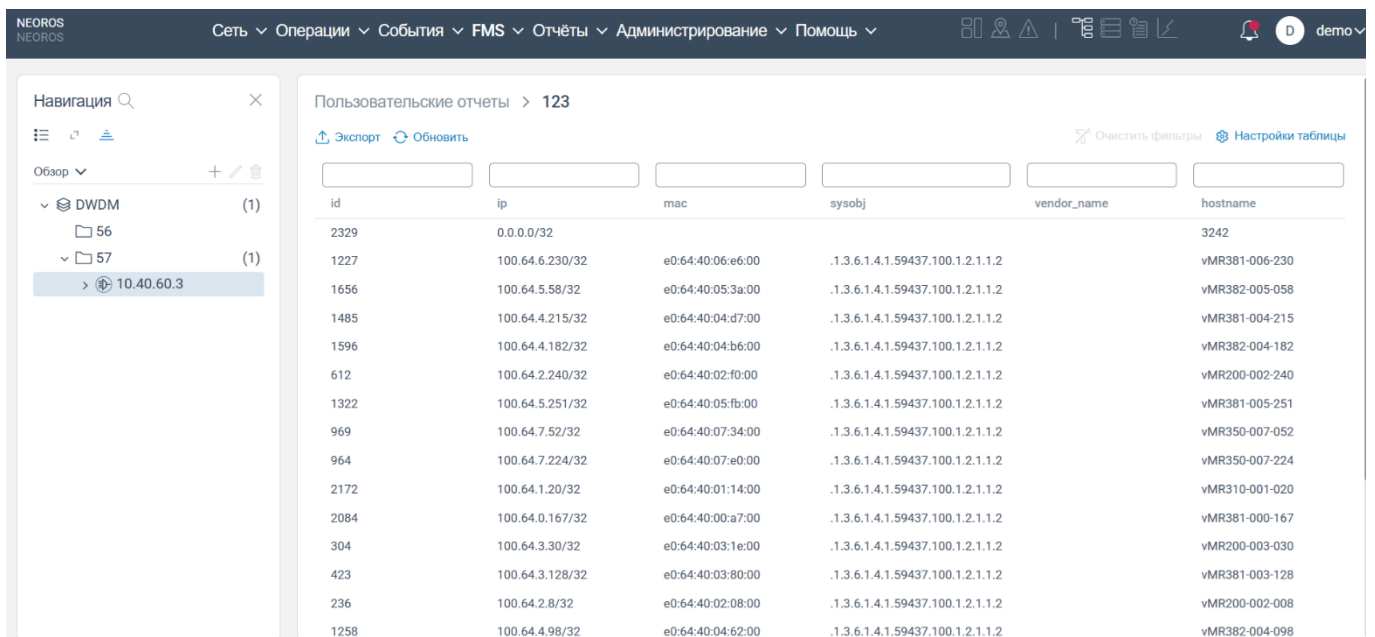 NEOROS
NEOROS
Сеть Операции События FMS Отчёты Администрирование Помощь D demo
Навигация
Обзор
DWDM (1)
56
57 (1)
10.40.60.3
Пользовательские отчеты > 123
Экспорт Обновить Очистить фильтры Настройки таблицы
id ip mac sysobj vendor_name hostname
2329 0.0.0.0/32 3242
1227 100.64.6.230/32 e0:64:40:06:e6:00 .1.3.6.1.4.1.59437.100.1.2.1.1.2 vMR381-006-230
1656 100.64.5.58/32 e0:64:40:05:3a:00 .1.3.6.1.4.1.59437.100.1.2.1.1.2 vMR382-005-058
1485 100.64.4.215/32 e0:64:40:04:d7:00 .1.3.6.1.4.1.59437.100.1.2.1.1.2 vMR381-004-215
1596 100.64.4.182/32 e0:64:40:04:b6:00 .1.3.6.1.4.1.59437.100.1.2.1.1.2 vMR382-004-182
612 100.64.2.240/32 e0:64:40:02:f0:00 .1.3.6.1.4.1.59437.100.1.2.1.1.2 vMR200-002-240
1322 100.64.5.251/32 e0:64:40:05:fb:00 .1.3.6.1.4.1.59437.100.1.2.1.1.2 vMR381-005-251
969 100.64.7.52/32 e0:64:40:07:34:00 .1.3.6.1.4.1.59437.100.1.2.1.1.2 vMR350-007-052
964 100.64.7.224/32 e0:64:40:07:e0:00 .1.3.6.1.4.1.59437.100.1.2.1.1.2 vMR350-007-224
2172 100.64.1.20/32 e0:64:40:01:14:00 .1.3.6.1.4.1.59437.100.1.2.1.1.2 vMR310-001-020
2084 100.64.0.167/32 e0:64:40:00:a7:00 .1.3.6.1.4.1.59437.100.1.2.1.1.2 vMR381-000-167
304 100.64.3.30/32 e0:64:40:03:1e:00 .1.3.6.1.4.1.59437.100.1.2.1.1.2 vMR200-003-030
423 100.64.3.128/32 e0:64:40:03:80:00 .1.3.6.1.4.1.59437.100.1.2.1.1.2 vMR381-003-128
236 100.64.2.8/32 e0:64:40:02:08:00 .1.3.6.1.4.1.59437.100.1.2.1.1.2 vMR200-002-008
1258 100.64.4.98/32 e0:64:40:04:62:00 .1.3.6.1.4.1.59437.100.1.2.1.1.2 vMR382-004-098